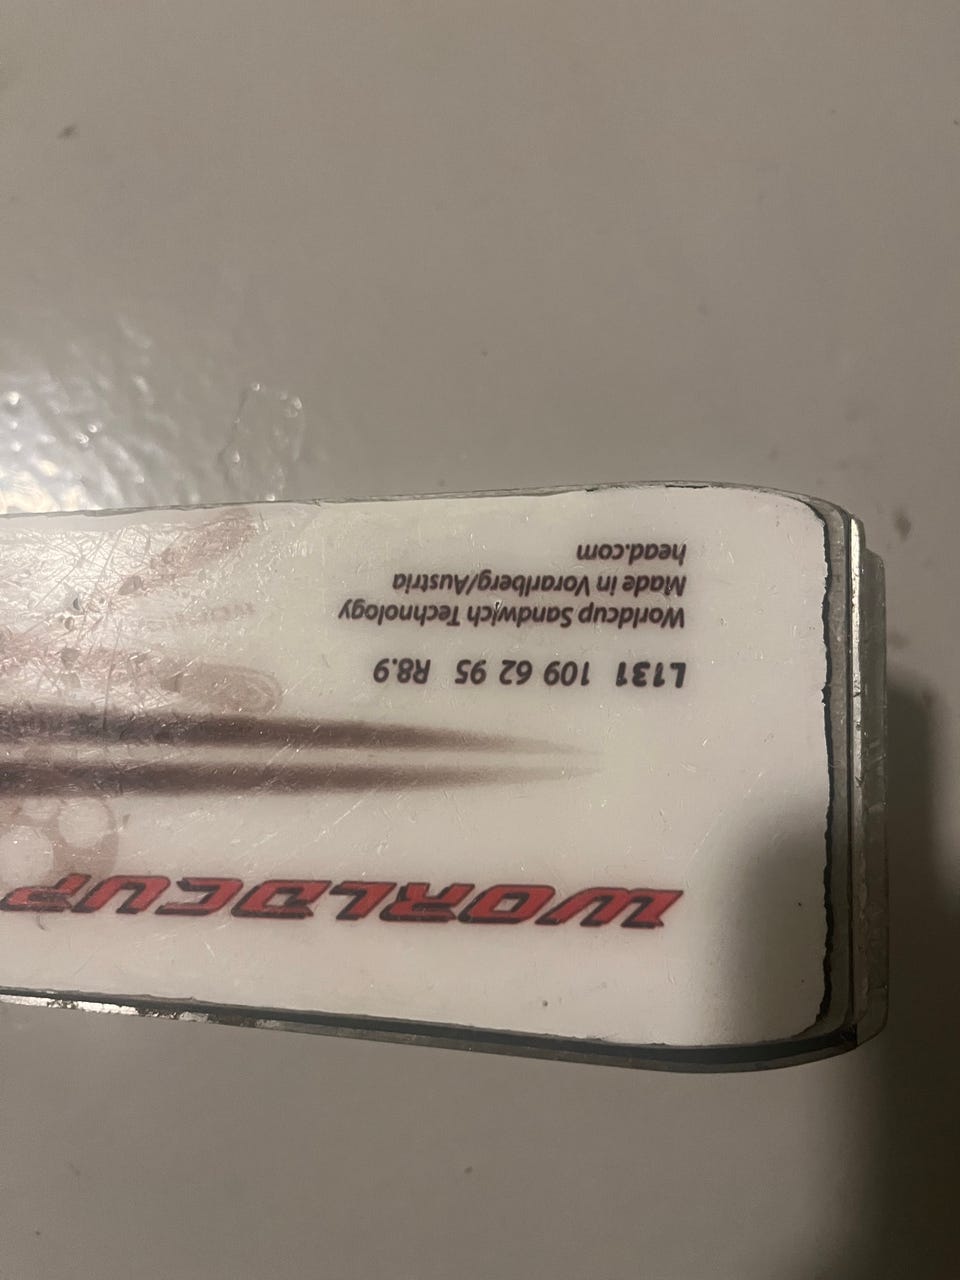 WORLDCUP
L131 109 62 95 R8.9
Worldcup Sandwich Technology
Made in Vorarlberg/Austria
head.com